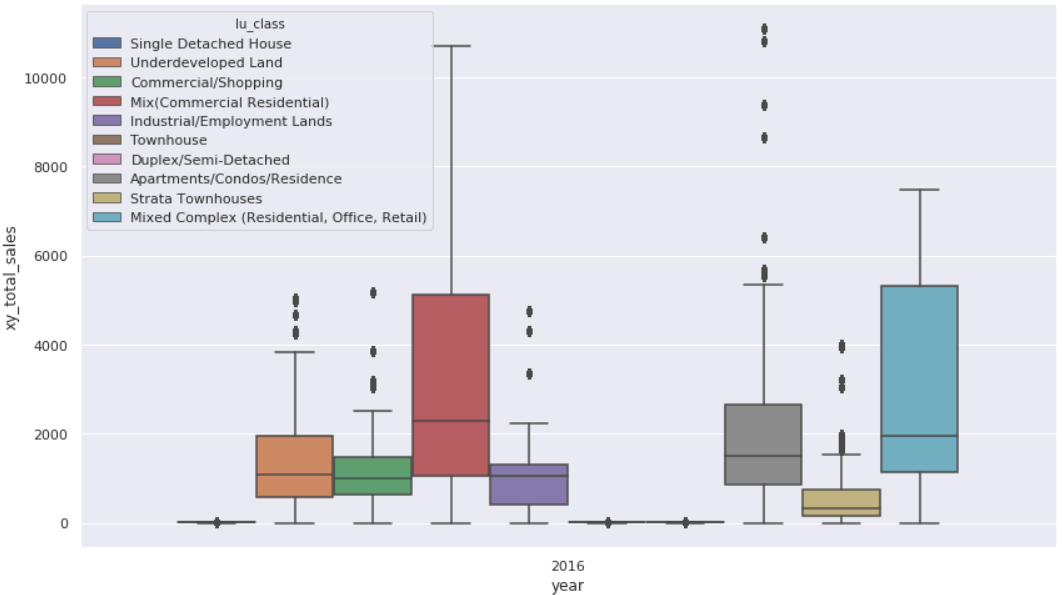 lu_class
Single Detached House
Underdeveloped Land
Commercial/Shopping
Mix(Commercial Residential)
Industrial/Employment Lands
Townhouse
Duplex/Semi-Detached
Apartments/Condos/Residence
Strata Townhouses
Mixed Complex (Residential, Office, Retail)
10000
8000
6000
4000
2000
0
xy_total_sales
2016
year